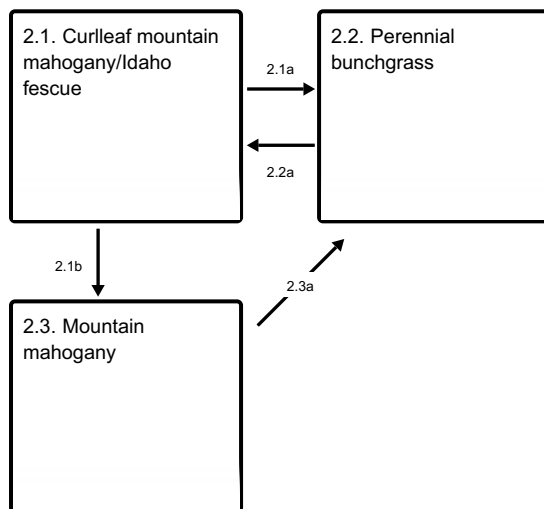 2.1. Curlleaf mountain
mahogany/Idaho
fescue
2.1a
2.2. Perennial
bunchgrass
2.2a
2.1b
2.3a
2.3. Mountain
mahogany